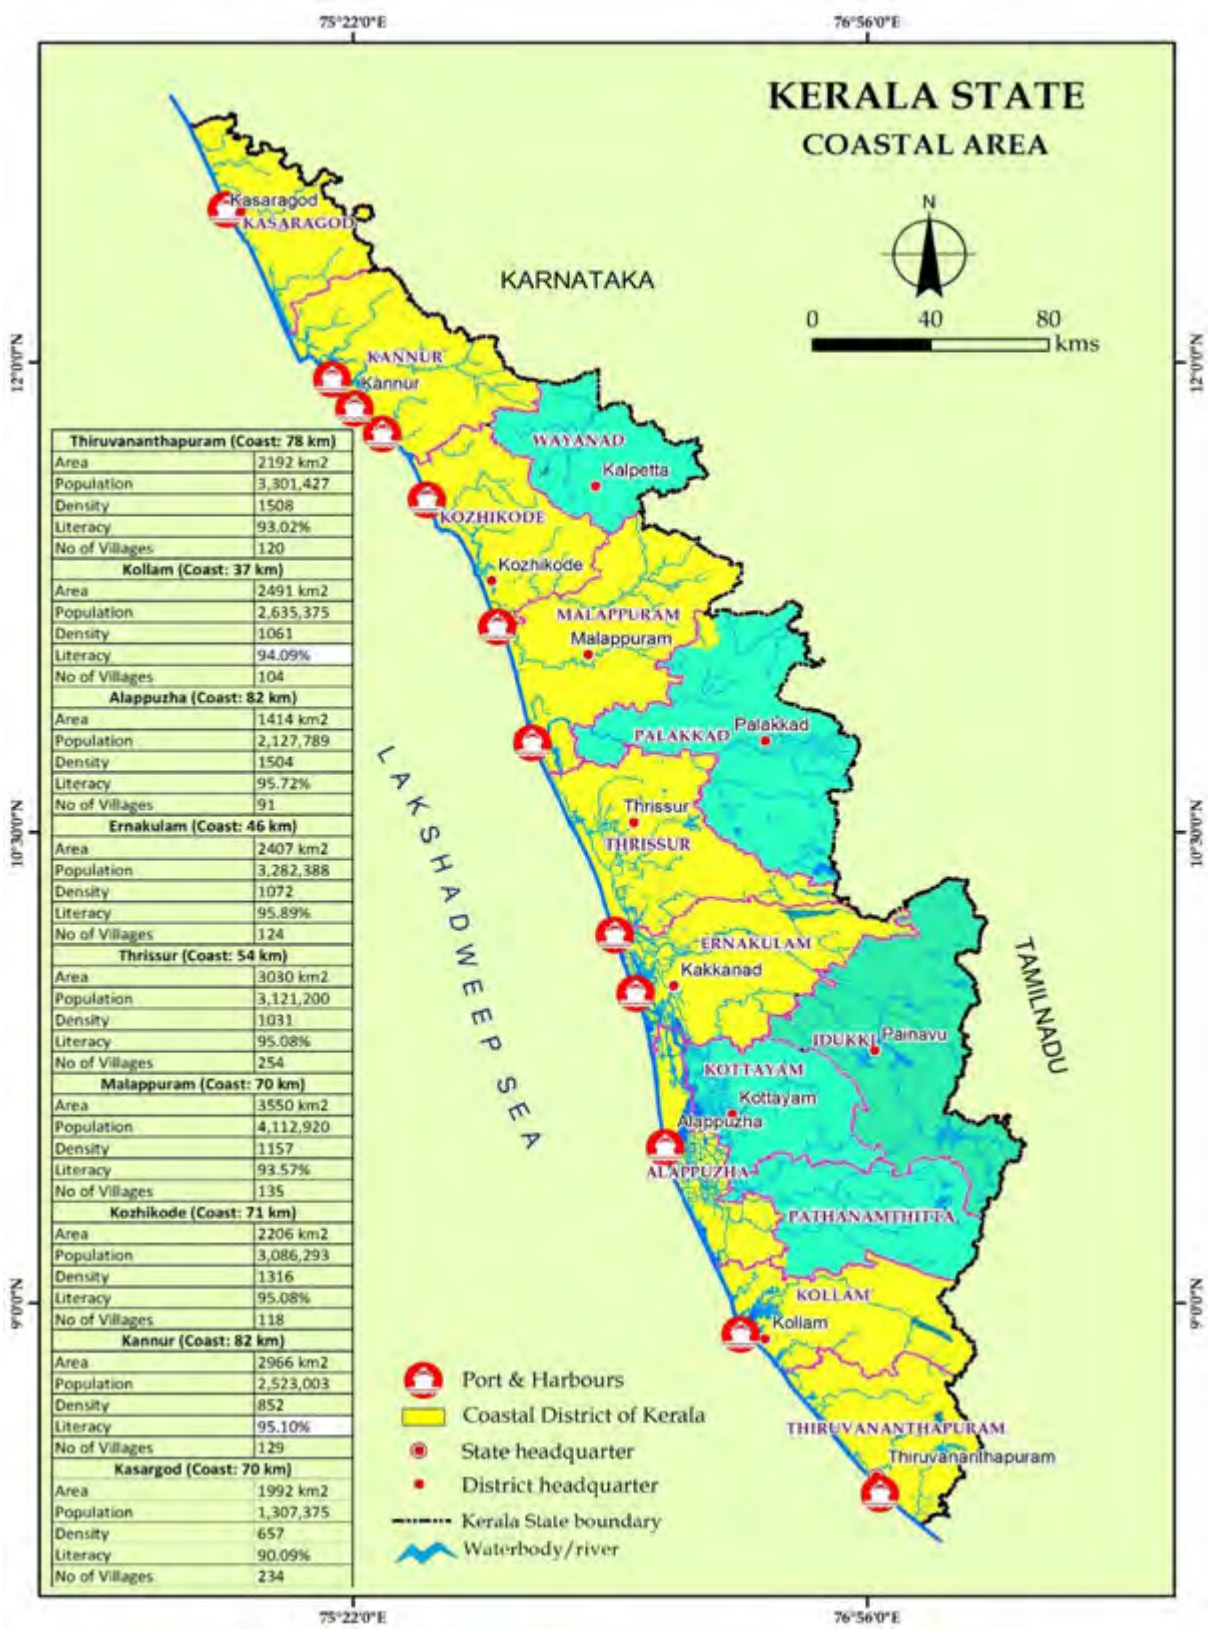 75°22'0"E 76°56'0"E
KERALA STATE
COASTAL AREA
N
0 40 80
kms
KARNATAKA
Kasaragod
KASARAGOD
12°0'0"N 12°0'0"N
KANNUR
Kannur
WAYANAD
Kalpetta
KOZHIKODE
Kozhikode
MALAPPURAM
Malappuram
PALAKKAD
Palakkad
Thrissur
THRISSUR
10°30'0"N 10°30'0"N
ERNAKULAM
Kakkanad
LAKSHADWEEP SEA
TAMILNADU
IDUKKI
Painavu
KOTTAYAM
Kottayam
Alappuzha
ALAPPUZHA
PATHANAMTHITTA
9°0'0"N 9°0'0"N
KOLLAM
Kollam
THIRUVANANTHAPURAM
Thiruvananthapuram
Thiruvananthapuram (Coast: 78 km)
Area 2192 km2
Population 3,301,427
Density 1508
Literacy 93.02%
No of Villages 120
Kollam (Coast: 37 km)
Area 2491 km2
Population 2,635,375
Density 1061
Literacy 94.09%
No of Villages 104
Alappuzha (Coast: 82 km)
Area 1414 km2
Population 2,127,789
Density 1504
Literacy 95.72%
No of Villages 91
Ernakulam (Coast: 46 km)
Area 2407 km2
Population 3,282,388
Density 1072
Literacy 95.89%
No of Villages 124
Thrissur (Coast: 54 km)
Area 3030 km2
Population 3,121,200
Density 1031
Literacy 95.08%
No of Villages 254
Malappuram (Coast: 70 km)
Area 3550 km2
Population 4,112,920
Density 1157
Literacy 93.57%
No of Villages 135
Kozhikode (Coast: 71 km)
Area 2206 km2
Population 3,086,293
Density 1316
Literacy 95.08%
No of Villages 118
Kannur (Coast: 82 km)
Area 2966 km2
Population 2,523,003
Density 852
Literacy 95.10%
No of Villages 129
Kasargod (Coast: 70 km)
Area 1992 km2
Population 1,307,375
Density 657
Literacy 90.09%
No of Villages 234
Port & Harbours
Coastal District of Kerala
State headquarter
District headquarter
Kerala State boundary
Waterbody/river
75°22'0"E 76°56'0"E